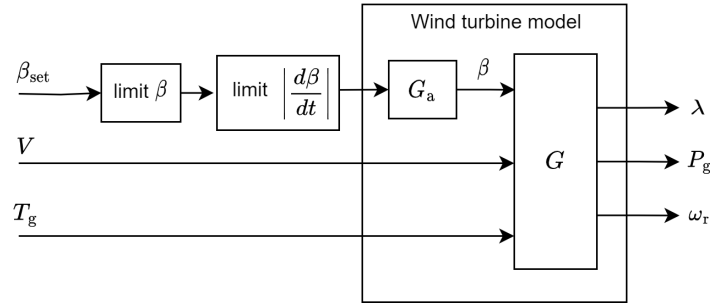 Wind turbine model
β_set
limit β
limit |dβ/dt|
G_a
β
V
G
T_g
λ
P_g
ω_r